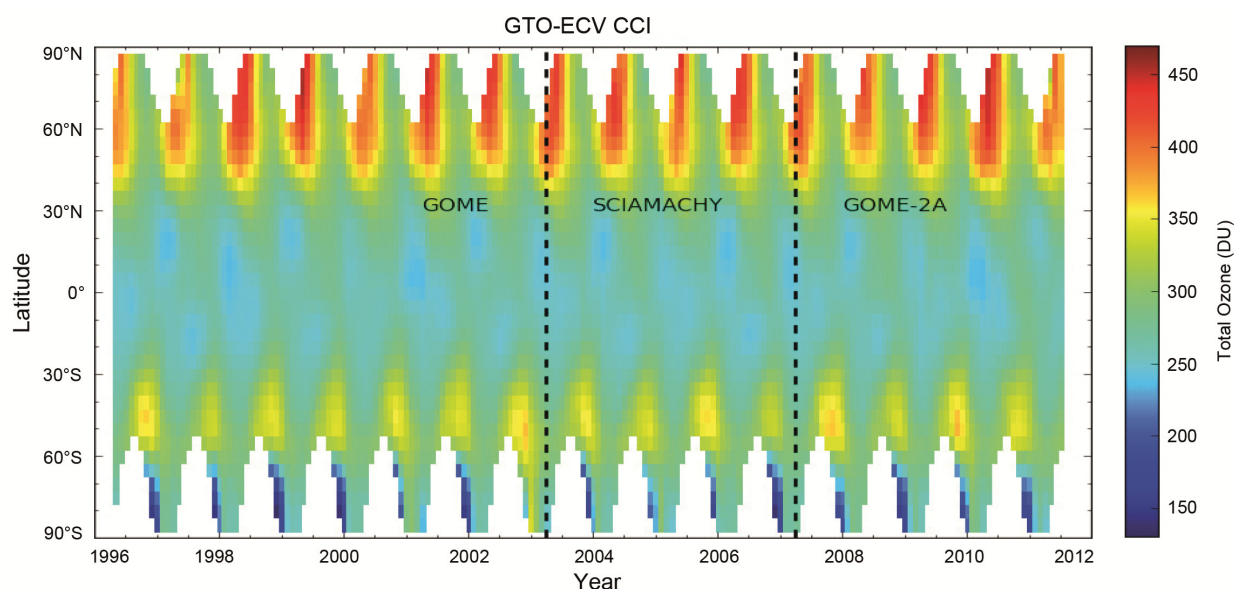 GTO-ECV CCI
90°N
60°N
30°N
0°
30°S
60°S
90°S
Latitude
GOME
SCIAMACHY
GOME-2A
1996
1998
2000
2002
2004
2006
2008
2010
2012
Year
450
400
350
300
250
200
150
Total Ozone (DU)